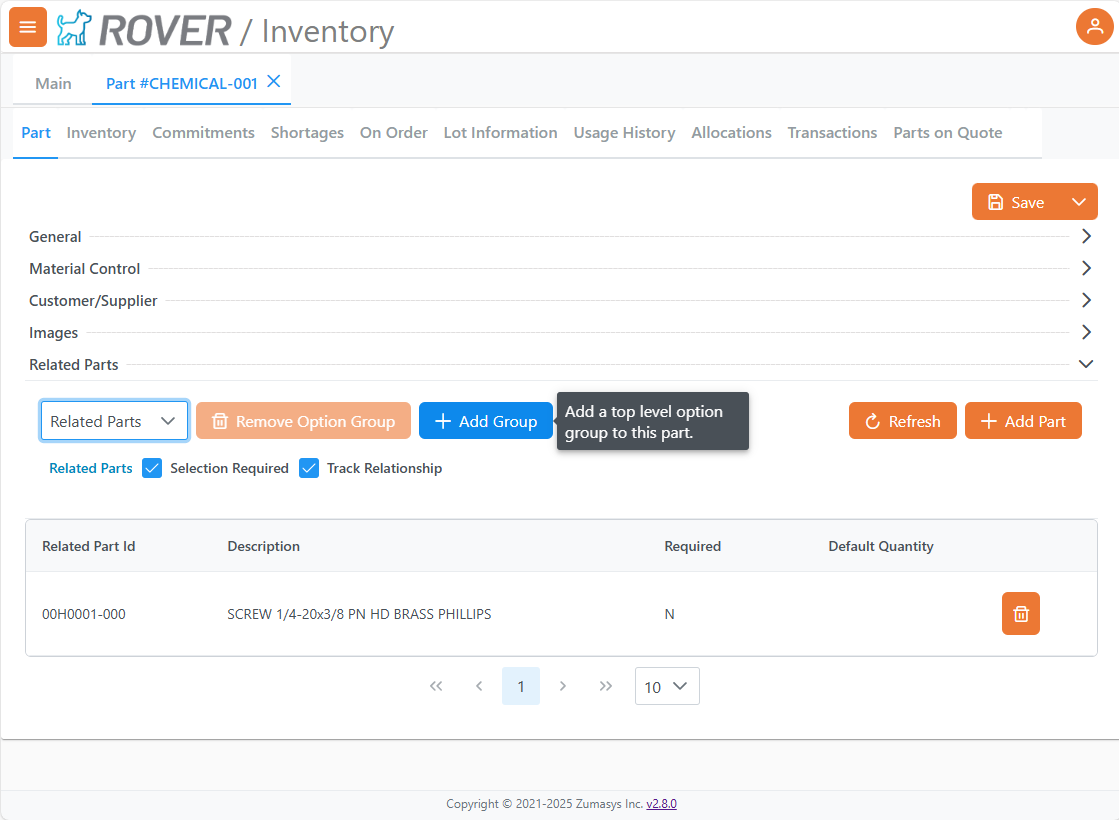 ROVER / Inventory
Main Part #CHEMICAL-001
Part Inventory Commitments Shortages On Order Lot Information Usage History Allocations Transactions Parts on Quote
Save
General
Material Control
Customer/Supplier
Images
Related Parts
Related Parts Remove Option Group Add Group Refresh Add Part
Add a top level option
group to this part.
Related Parts Selection Required Track Relationship
Related Part Id Description Required Default Quantity
00H0001-000 SCREW 1/4-20x3/8 PN HD BRASS PHILLIPS N
1 10
Copyright © 2021-2025 Zumasys Inc. v2.8.0